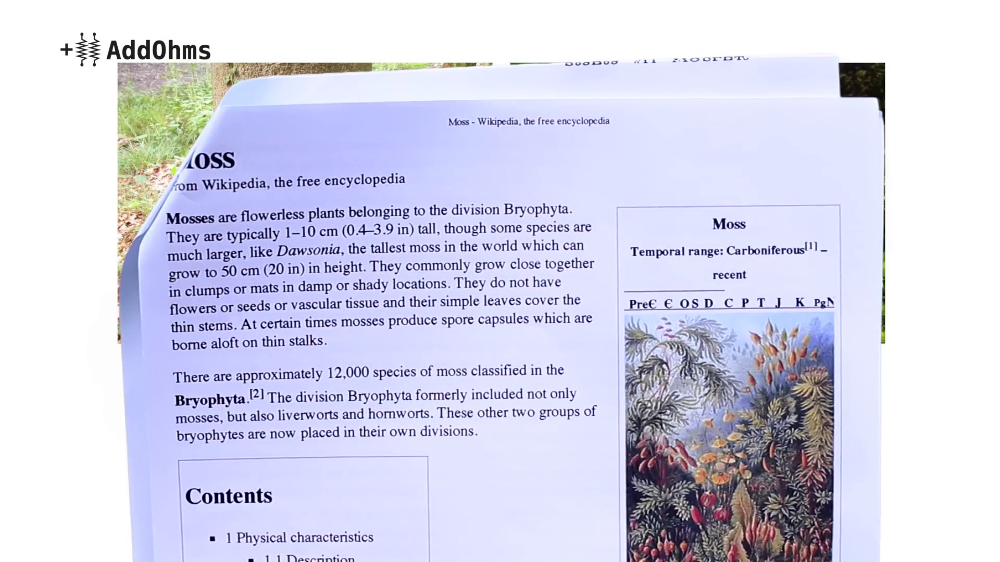 + AddOhms
Moss - Wikipedia, the free encyclopedia
oss
rom Wikipedia, the free encyclopedia
Mosses are flowerless plants belonging to the division Bryophyta.
They are typically 1–10 cm (0.4–3.9 in) tall, though some species are
much larger, like Dawsonia, the tallest moss in the world which can
grow to 50 cm (20 in) in height. They commonly grow close together
in clumps or mats in damp or shady locations. They do not have
flowers or seeds or vascular tissue and their simple leaves cover the
thin stems. At certain times mosses produce spore capsules which are
borne aloft on thin stalks.
There are approximately 12,000 species of moss classified in the
Bryophyta.[2] The division Bryophyta formerly included not only
mosses, but also liverworts and hornworts. These other two groups of
bryophytes are now placed in their own divisions.
Contents
▪ 1 Physical characteristics
▪ 1.1 Description
Moss
Temporal range: Carboniferous[1] –
recent
PreЄ Є O S D C P T J K PgN